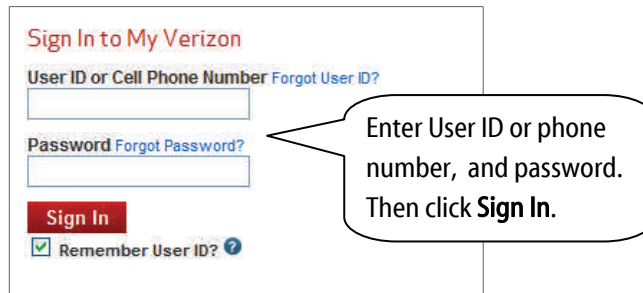 Sign In to My Verizon
User ID or Cell Phone Number Forgot User ID?
Password Forgot Password?
Sign In
Remember User ID? ?
Enter User ID or phone
number, and password.
Then click Sign In.